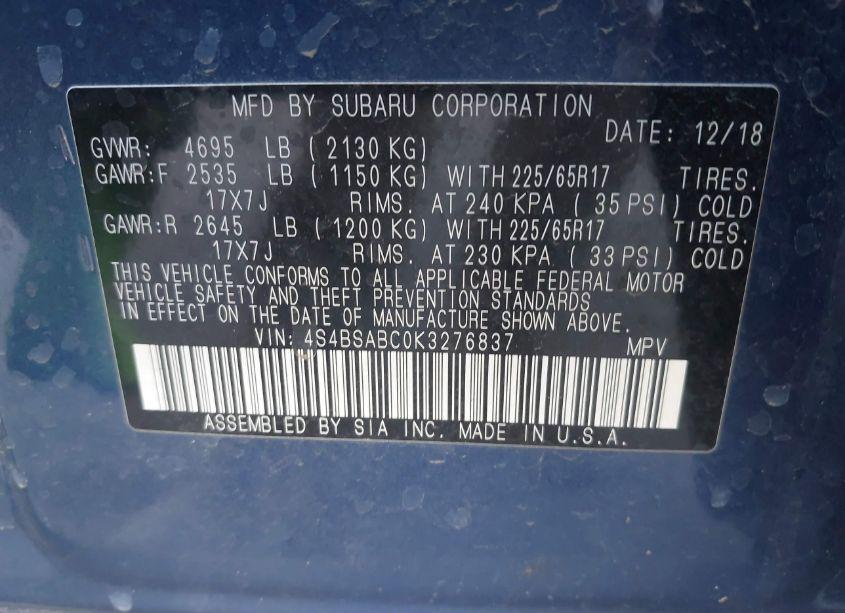 MFD BY SUBARU CORPORATION
DATE: 12/18
GVWR: 4695 LB ( 2130 KG)
GAWR:F 2535 LB ( 1150 KG) WITH 225/65R17 TIRES.
17X7J RIMS. AT 240 KPA ( 35 PSI) COLD
GAWR:R 2645 LB ( 1200 KG) WITH 225/65R17 TIRES.
17X7J RIMS. AT 230 KPA ( 33 PSI) COLD
THIS VEHICLE CONFORMS TO ALL APPLICABLE FEDERAL MOTOR
VEHICLE SAFETY AND THEFT PREVENTION STANDARDS
IN EFFECT ON THE DATE OF MANUFACTURE SHOWN ABOVE.
VIN: 4S4BSABC0K3276837 MPV
ASSEMBLED BY SIA INC. MADE IN U.S.A.